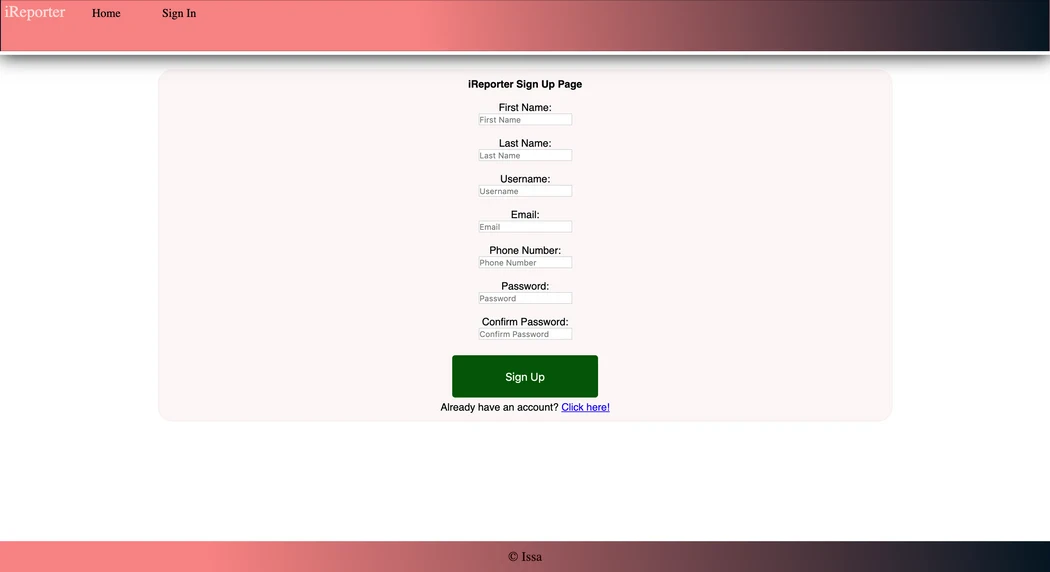 iReporter Home Sign In
iReporter Sign Up Page
First Name:
First Name
Last Name:
Last Name
Username:
Username
Email:
Email
Phone Number:
Phone Number
Password:
Password
Confirm Password:
Confirm Password
Sign Up
Already have an account? Click here!
© Issa